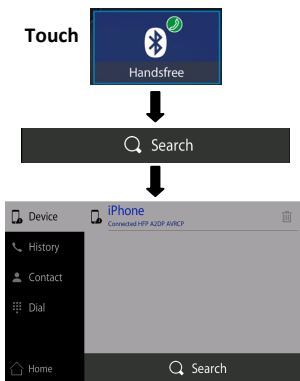 Touch
Handsfree
Search
Device
iPhone
Connected HFP A2DP AVRCP
History
Contact
Dial
Home
Search